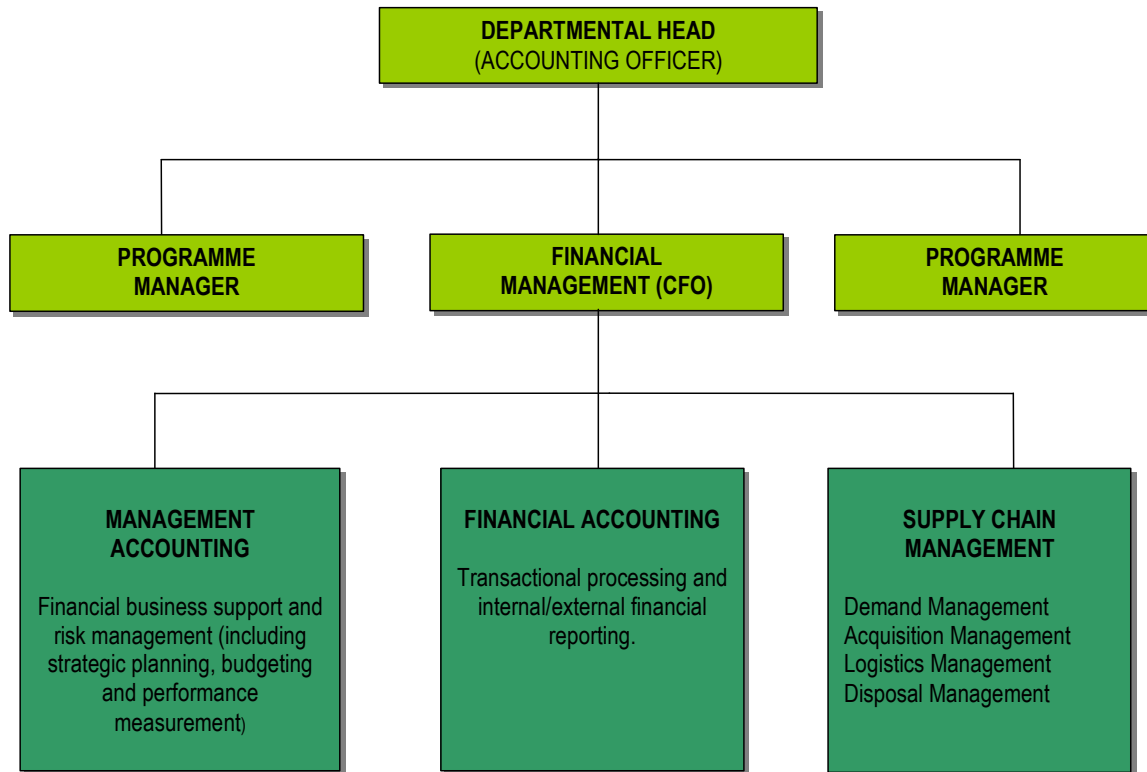 DEPARTMENTAL HEAD
(ACCOUNTING OFFICER)
PROGRAMME
MANAGER
FINANCIAL
MANAGEMENT (CFO)
PROGRAMME
MANAGER
MANAGEMENT
ACCOUNTING
Financial business support and
risk management (including
strategic planning, budgeting
and performance
measurement)
FINANCIAL ACCOUNTING
Transactional processing and
internal/external financial
reporting.
SUPPLY CHAIN
MANAGEMENT
Demand Management
Acquisition Management
Logistics Management
Disposal Management